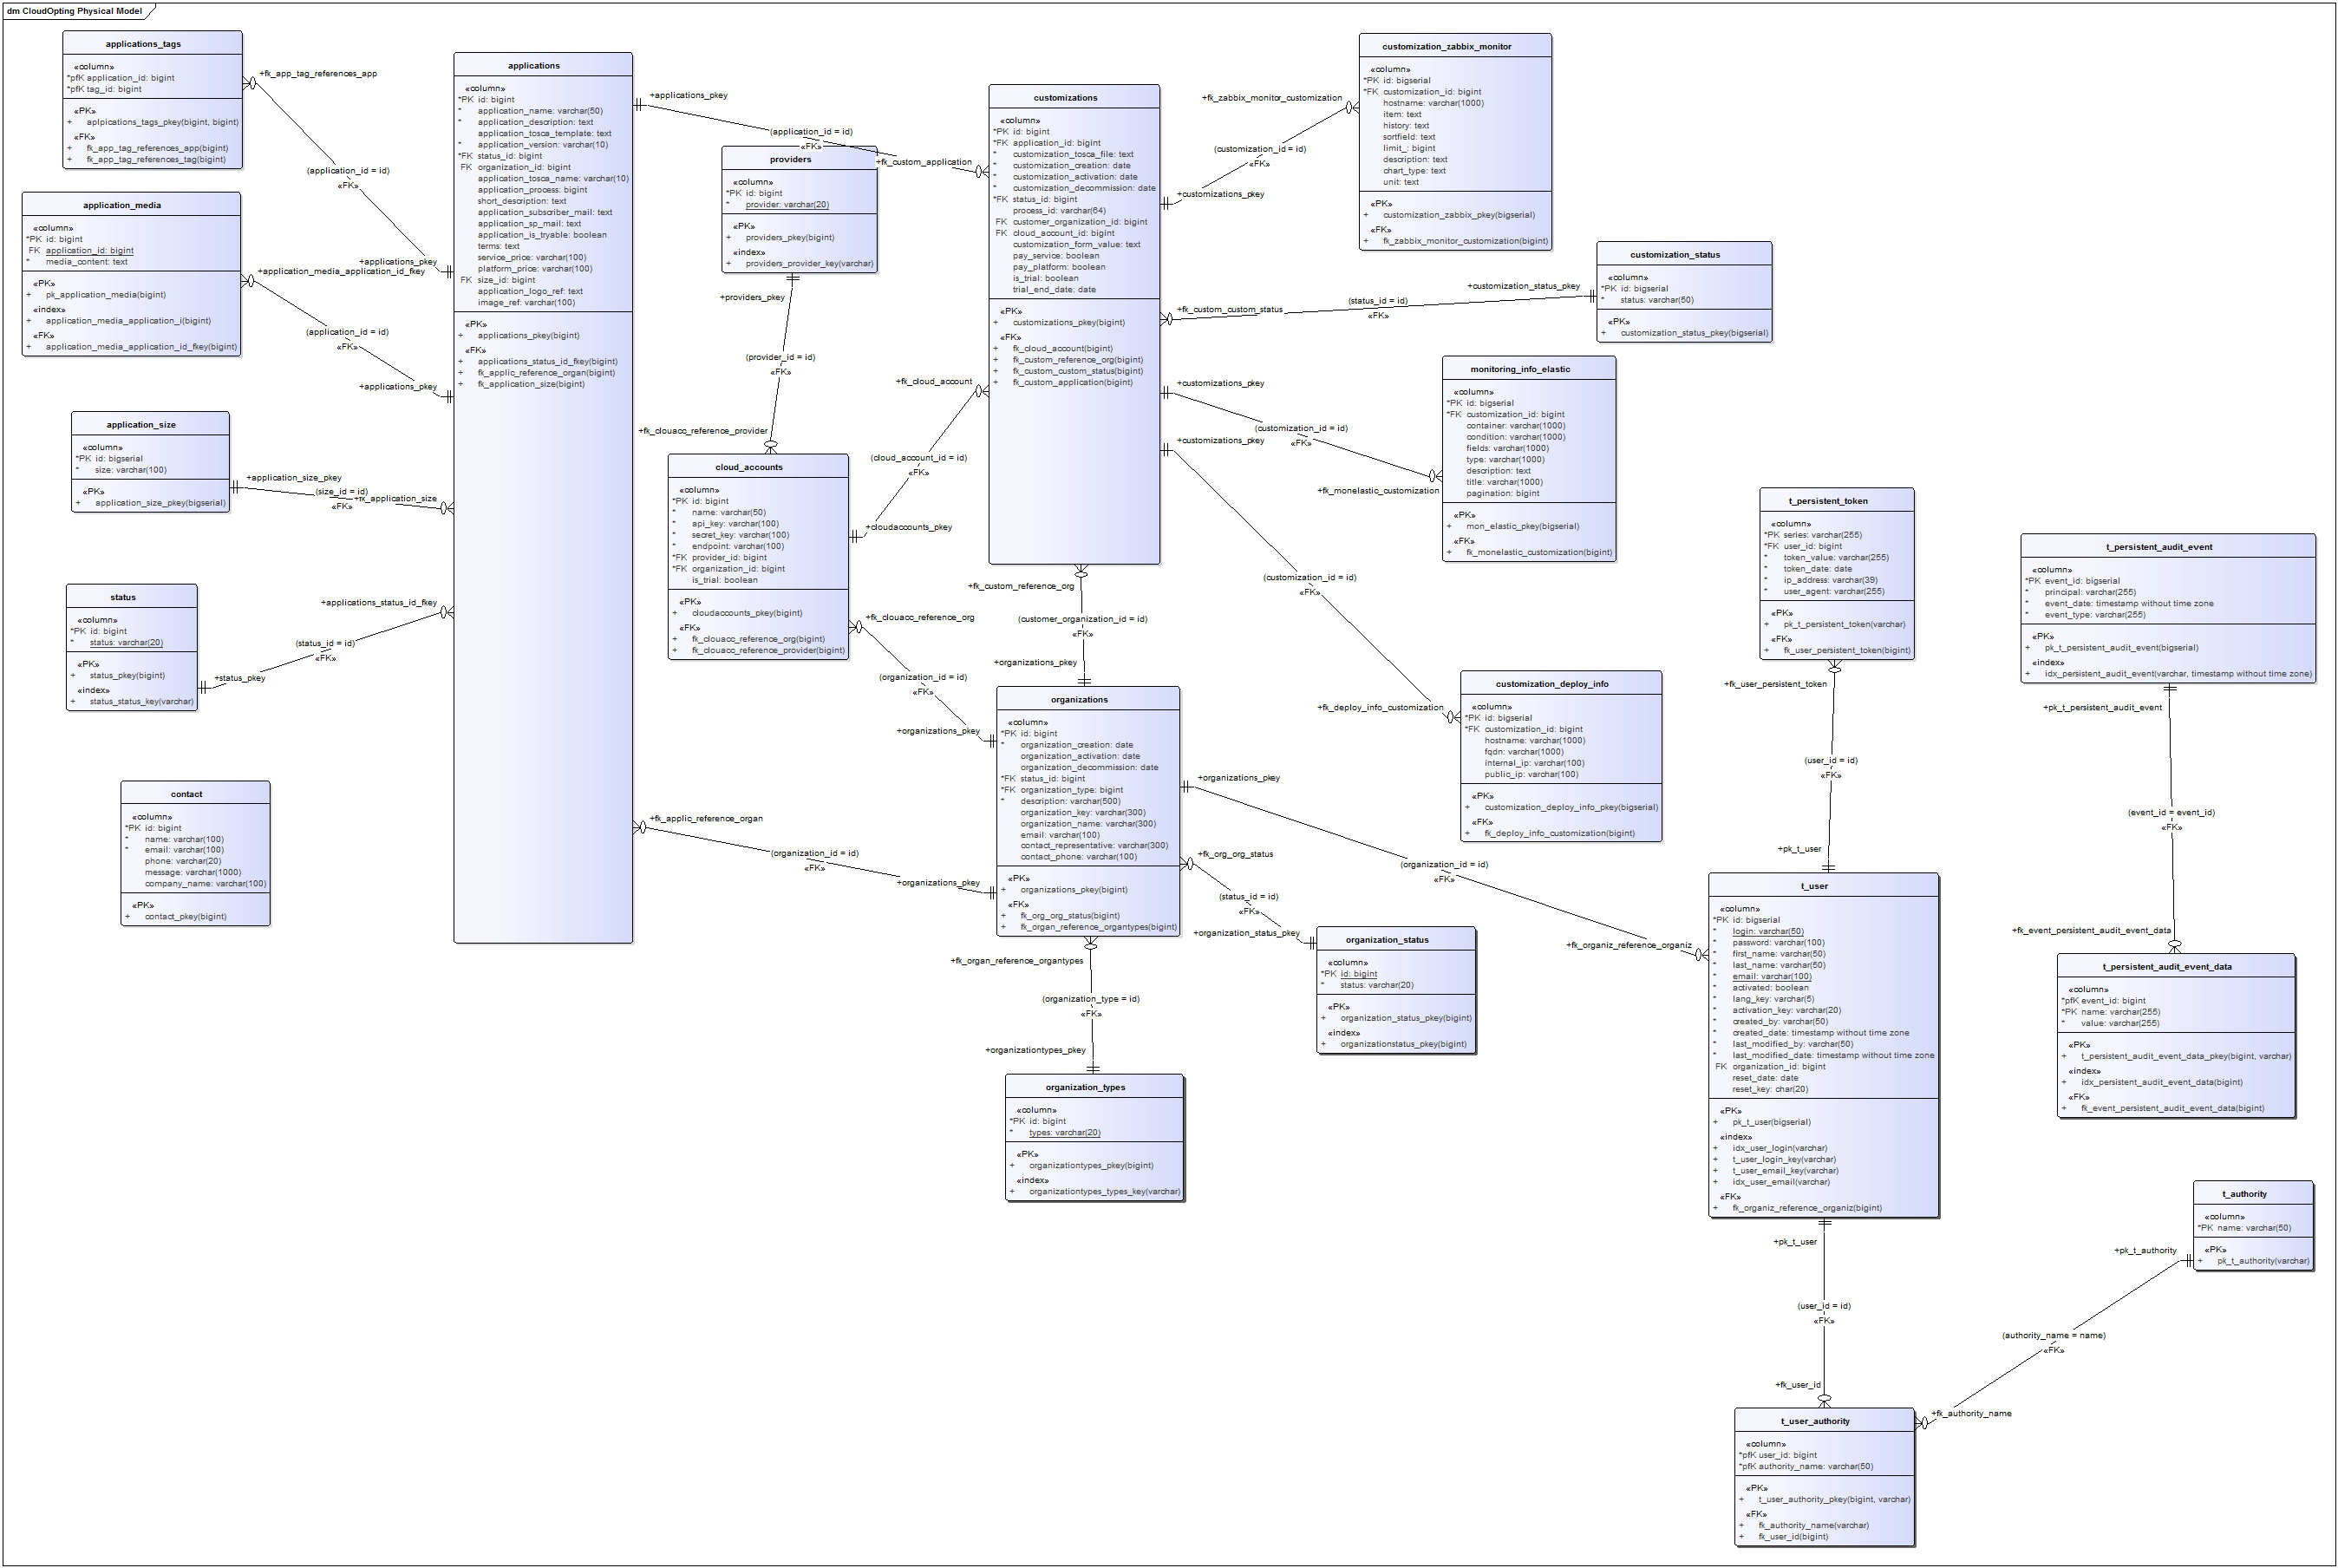 dm CloudOpting Physical Model
applications_tags
«column»
*pfK application_id: bigint
*pfK tag_id: bigint
«PK»
+ aplpications_tags_pkey(bigint, bigint)
«FK»
+ fk_app_tag_references_app(bigint)
+ fk_app_tag_references_tag(bigint)
+fk_app_tag_references_app
(application_id = id)
«FK»
+applications_pkey
application_media
«column»
*PK id: bigint
FK application_id: bigint
* media_content: text
«PK»
+ pk_application_media(bigint)
«index»
+ application_media_application_i(bigint)
«FK»
+ application_media_application_id_fkey(bigint)
+application_media_application_id_fkey
(application_id = id)
«FK»
+applications_pkey
application_size
«column»
*PK id: bigserial
* size: varchar(100)
«PK»
+ application_size_pkey(bigserial)
+application_size_pkey
(size_id = id)
«FK»
+fk_application_size
status
«column»
*PK id: bigint
* status: varchar(20)
«PK»
+ status_pkey(bigint)
«index»
+ status_status_key(varchar)
+applications_status_id_fkey
(status_id = id)
«FK»
+status_pkey
contact
«column»
*PK id: bigint
* name: varchar(100)
* email: varchar(100)
phone: varchar(20)
message: varchar(1000)
company_name: varchar(100)
«PK»
+ contact_pkey(bigint)
applications
«column»
*PK id: bigint
* application_name: varchar(50)
* application_description: text
application_tosca_template: text
* application_version: varchar(10)
*FK status_id: bigint
FK organization_id: bigint
application_tosca_name: varchar(10)
application_process: bigint
short_description: text
application_subscriber_mail: text
application_sp_mail: text
application_is_tryable: boolean
terms: text
service_price: varchar(100)
platform_price: varchar(100)
FK size_id: bigint
application_logo_ref: text
image_ref: varchar(100)
«PK»
+ applications_pkey(bigint)
«FK»
+ applications_status_id_fkey(bigint)
+ fk_applic_reference_organ(bigint)
+ fk_application_size(bigint)
+applications_pkey
(application_id = id)
«FK»
+fk_custom_application
providers
«column»
*PK id: bigint
* provider: varchar(20)
«PK»
+ providers_pkey(bigint)
«index»
+ providers_provider_key(varchar)
+providers_pkey
(provider_id = id)
«FK»
+fk_clouacc_reference_provider
cloud_accounts
«column»
*PK id: bigint
* name: varchar(50)
* api_key: varchar(100)
* secret_key: varchar(100)
* endpoint: varchar(100)
*FK provider_id: bigint
*FK organization_id: bigint
is_trial: boolean
«PK»
+ cloudaccounts_pkey(bigint)
«FK»
+ fk_clouacc_reference_org(bigint)
+ fk_clouacc_reference_provider(bigint)
+fk_cloud_account
(cloud_account_id = id)
«FK»
+cloudaccounts_pkey
+fk_clouacc_reference_org
(organization_id = id)
«FK»
+organizations_pkey
+fk_applic_reference_organ
(organization_id = id)
«FK»
+organizations_pkey
customizations
«column»
*PK id: bigint
*FK application_id: bigint
* customization_tosca_file: text
* customization_creation: date
* customization_activation: date
* customization_decommission: date
*FK status_id: bigint
process_id: varchar(64)
FK customer_organization_id: bigint
FK cloud_account_id: bigint
customization_form_value: text
pay_service: boolean
pay_platform: boolean
is_trial: boolean
trial_end_date: date
«PK»
+ customizations_pkey(bigint)
«FK»
+ fk_cloud_account(bigint)
+ fk_custom_reference_org(bigint)
+ fk_custom_custom_status(bigint)
+ fk_custom_application(bigint)
+fk_custom_reference_org
(customer_organization_id = id)
«FK»
+organizations_pkey
organizations
«column»
*PK id: bigint
* organization_creation: date
organization_activation: date
organization_decommission: date
*FK status_id: bigint
*FK organization_type: bigint
* description: varchar(500)
organization_key: varchar(300)
organization_name: varchar(300)
email: varchar(100)
contact_representative: varchar(300)
contact_phone: varchar(100)
«PK»
+ organizations_pkey(bigint)
«FK»
+ fk_org_org_status(bigint)
+ fk_organ_reference_organtypes(bigint)
+fk_organ_reference_organtypes
(organization_type = id)
«FK»
+organizationtypes_pkey
organization_types
«column»
*PK id: bigint
* types: varchar(20)
«PK»
+ organizationtypes_pkey(bigint)
«index»
+ organizationtypes_types_key(varchar)
+fk_zabbix_monitor_customization
(customization_id = id)
«FK»
+customizations_pkey
customization_zabbix_monitor
«column»
*PK id: bigserial
*FK customization_id: bigint
hostname: varchar(1000)
item: text
history: text
sortfield: text
limit_: bigint
description: text
chart_type: text
unit: text
«PK»
+ customization_zabbix_pkey(bigserial)
«FK»
+ fk_zabbix_monitor_customization(bigint)
customization_status
«column»
*PK id: bigserial
* status: varchar(50)
«PK»
+ customization_status_pkey(bigserial)
+customization_status_pkey
(status_id = id)
«FK»
+fk_custom_custom_status
monitoring_info_elastic
«column»
*PK id: bigserial
*FK customization_id: bigint
container: varchar(1000)
condition: varchar(1000)
fields: varchar(1000)
type: varchar(1000)
description: text
title: varchar(1000)
pagination: bigint
«PK»
+ mon_elastic_pkey(bigserial)
«FK»
+ fk_monelastic_customization(bigint)
+customizations_pkey
(customization_id = id)
«FK»
+fk_monelastic_customization
+customizations_pkey
(customization_id = id)
«FK»
+fk_deploy_info_customization
customization_deploy_info
«column»
*PK id: bigserial
*FK customization_id: bigint
hostname: varchar(1000)
fqdn: varchar(1000)
internal_ip: varchar(100)
public_ip: varchar(100)
«PK»
+ customization_deploy_info_pkey(bigserial)
«FK»
+ fk_deploy_info_customization(bigint)
+organizations_pkey
(organization_id = id)
«FK»
+fk_organiz_reference_organiz
+fk_org_org_status
(status_id = id)
«FK»
+organization_status_pkey
organization_status
«column»
*PK id: bigint
* status: varchar(20)
«PK»
+ organization_status_pkey(bigint)
«index»
+ organizationstatus_pkey(bigint)
t_persistent_token
«column»
*PK series: varchar(255)
*FK user_id: bigint
* token_value: varchar(255)
* token_date: date
* ip_address: varchar(39)
* user_agent: varchar(255)
«PK»
+ pk_t_persistent_token(varchar)
«FK»
+ fk_user_persistent_token(bigint)
+fk_user_persistent_token
(user_id = id)
«FK»
+pk_t_user
t_user
«column»
*PK id: bigserial
* login: varchar(50)
* password: varchar(100)
* first_name: varchar(50)
* last_name: varchar(50)
* email: varchar(100)
* activated: boolean
* lang_key: varchar(5)
* activation_key: varchar(20)
* created_by: varchar(50)
* created_date: timestamp without time zone
* last_modified_by: varchar(50)
* last_modified_date: timestamp without time zone
FK organization_id: bigint
reset_date: date
reset_key: char(20)
«PK»
+ pk_t_user(bigserial)
«index»
+ idx_user_login(varchar)
+ t_user_login_key(varchar)
+ t_user_email_key(varchar)
+ idx_user_email(varchar)
«FK»
+ fk_organiz_reference_organiz(bigint)
+pk_t_user
(user_id = id)
«FK»
+fk_user_id
t_user_authority
«column»
*pfK user_id: bigint
*pfK authority_name: varchar(50)
«PK»
+ t_user_authority_pkey(bigint, varchar)
«FK»
+ fk_authority_name(varchar)
+ fk_user_id(bigint)
t_persistent_audit_event
«column»
*PK event_id: bigserial
* principal: varchar(255)
* event_date: timestamp without time zone
* event_type: varchar(255)
«PK»
+ pk_t_persistent_audit_event(bigserial)
«index»
+ idx_persistent_audit_event(varchar, timestamp without time zone)
+pk_t_persistent_audit_event
(event_id = event_id)
«FK»
+fk_event_persistent_audit_event_data
t_persistent_audit_event_data
«column»
*pfK event_id: bigint
*PK name: varchar(255)
* value: varchar(255)
«PK»
+ t_persistent_audit_event_data_pkey(bigint, varchar)
«index»
+ idx_persistent_audit_event_data(bigint)
«FK»
+ fk_event_persistent_audit_event_data(bigint)
t_authority
«column»
*PK name: varchar(50)
«PK»
+ pk_t_authority(varchar)
+pk_t_authority
(authority_name = name)
«FK»
+fk_authority_name